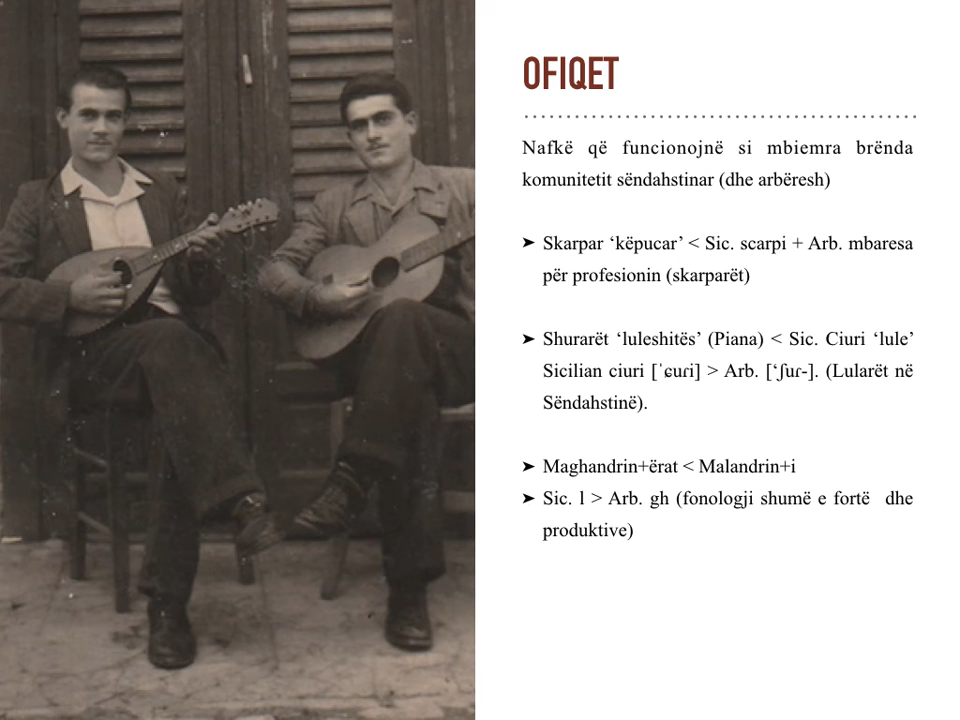 OFIQET
Nafkë që funcionojnë si mbiemra brënda
komunitetit sëndahstinar (dhe arbëresh)
➤ Skarpar ‘këpucar’ < Sic. scarpi + Arb. mbaresa
për profesionin (skarparët)
➤ Shurarët ‘luleshitës’ (Piana) < Sic. Ciuri ‘lule’
Sicilian ciuri [ˈɕuɾi] > Arb. [‘ʃuɾ-]. (Lularët në
Sëndahstinë).
➤ Maghandrin+ërat < Malandrin+i
➤ Sic. l > Arb. gh (fonologji shumë e fortë dhe
produktive)